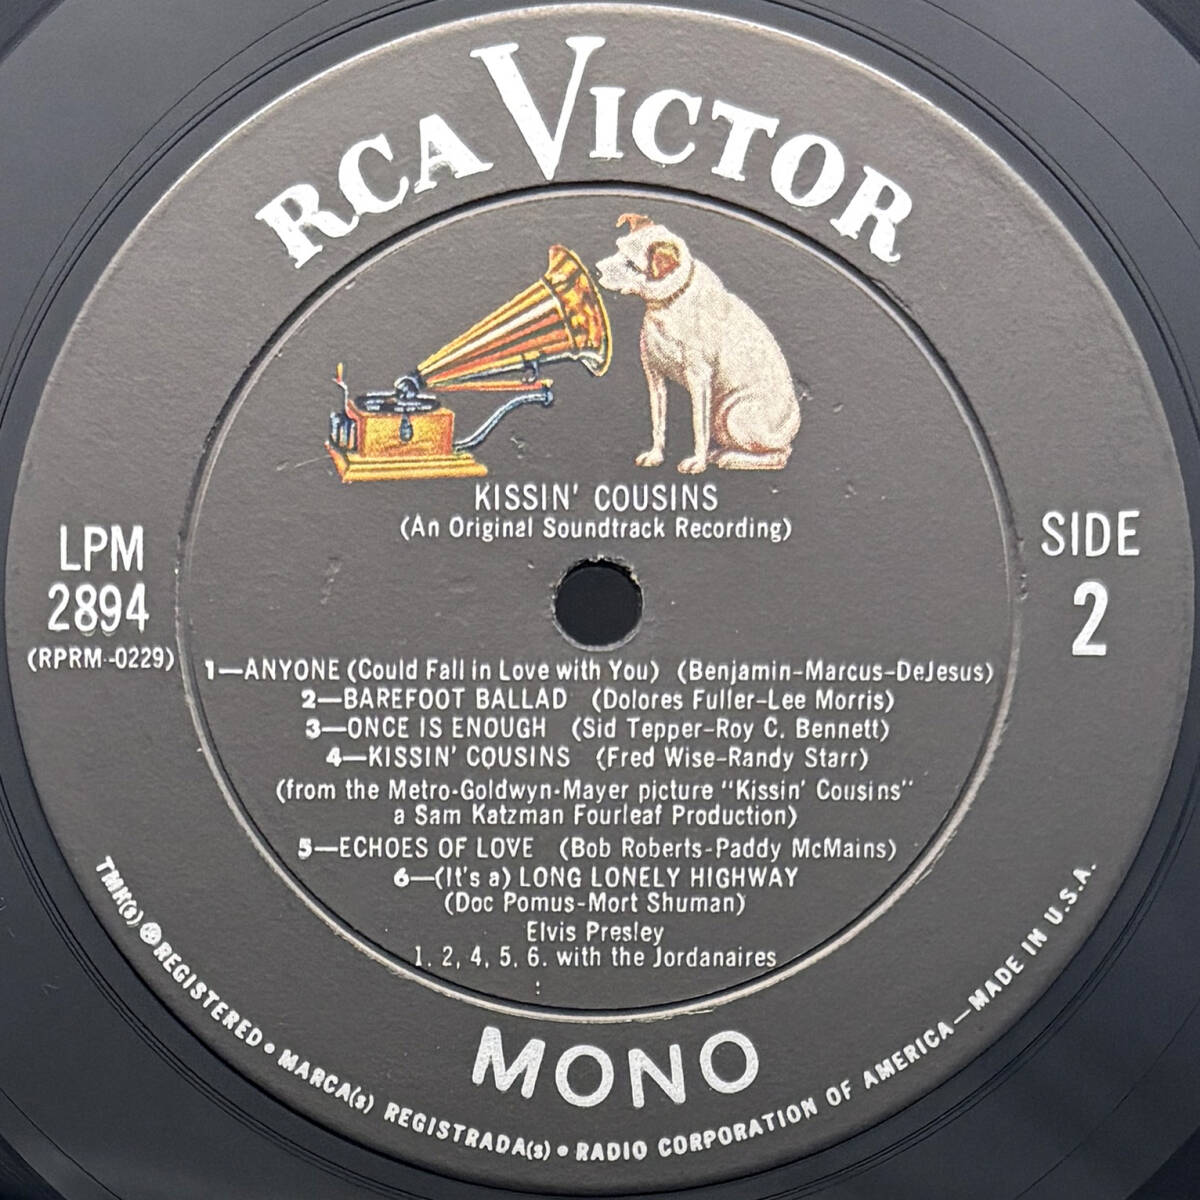 RCA VICTOR
KISSIN' COUSINS
(An Original Soundtrack Recording)
LPM
2894
(RPRM-0229)
SIDE
2
1—ANYONE (Could Fall in Love with You) (Benjamin-Marcus-DeJesus)
2—BAREFOOT BALLAD (Dolores Fuller-Lee Morris)
3—ONCE IS ENOUGH (Sid Tepper-Roy C. Bennett)
4—KISSIN' COUSINS (Fred Wise-Randy Starr)
(from the Metro-Goldwyn-Mayer picture "Kissin' Cousins"
a Sam Katzman Fourleaf Production)
5—ECHOES OF LOVE (Bob Roberts-Paddy McMains)
6—(It's a) LONG LONELY HIGHWAY
(Doc Pomus-Mort Shuman)
Elvis Presley
1, 2, 4, 5, 6. with the Jordanaires
MONO
TMK(s) ® REGISTERED • MARCA(s) REGISTRADA(s) • RADIO CORPORATION OF AMERICA—MADE IN U.S.A.